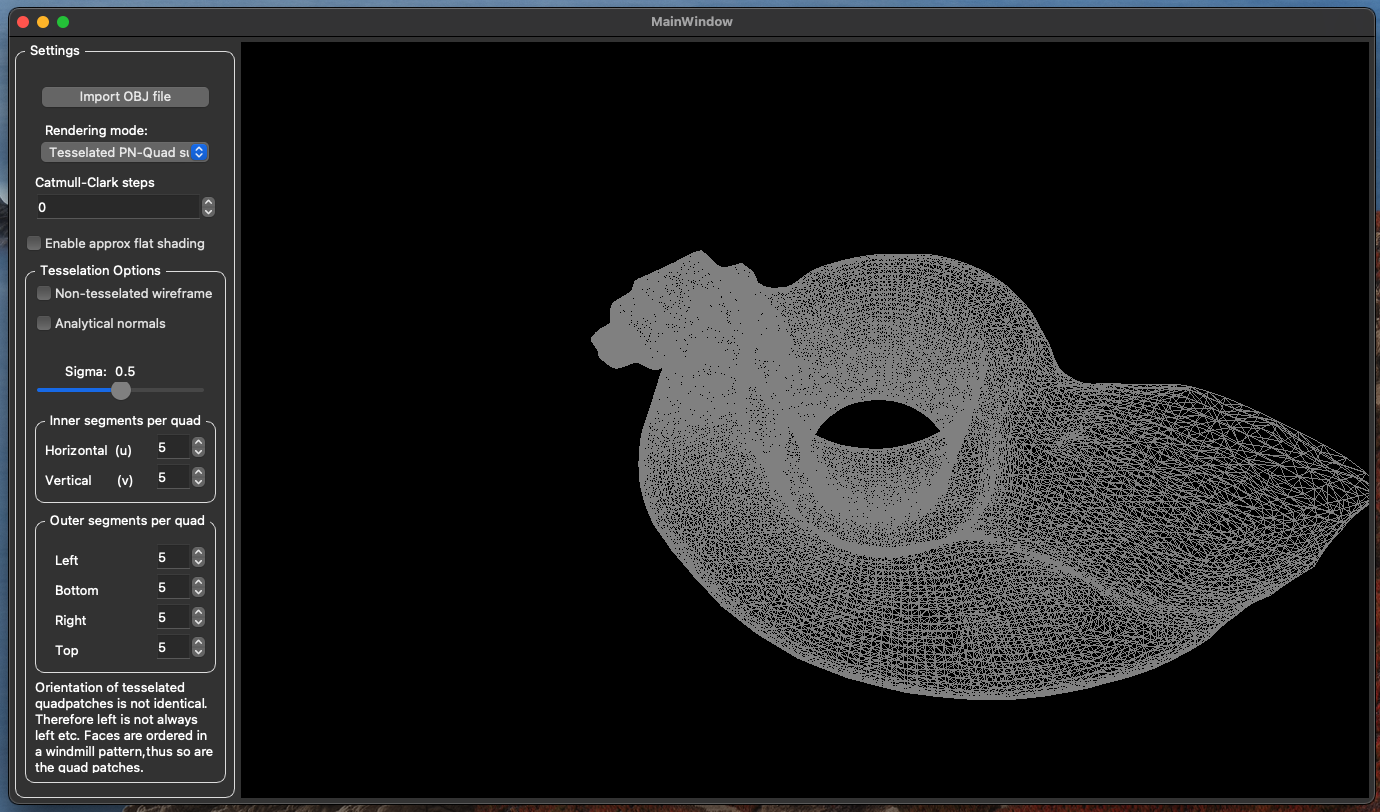 MainWindow
Settings
Import OBJ file
Rendering mode:
Tesselated PN-Quad su
Catmull-Clark steps
0
Enable approx flat shading
Tesselation Options
Non-tesselated wireframe
Analytical normals
Sigma: 0.5
Inner segments per quad
Horizontal (u) 5
Vertical (v) 5
Outer segments per quad
Left 5
Bottom 5
Right 5
Top 5
Orientation of tesselated
quadpatches is not identical.
Therefore left is not always
left etc. Faces are ordered in
a windmill pattern,thus so are
the quad patches.